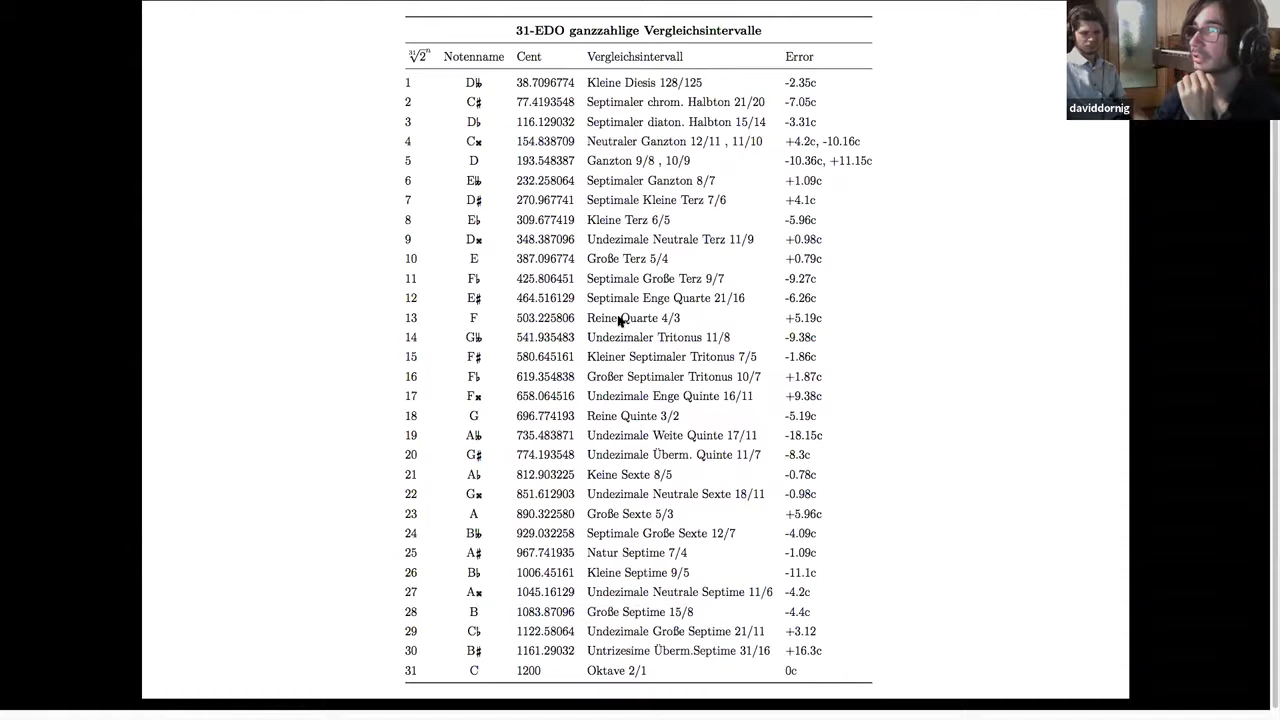 31-EDO ganzzahlige Vergleichsintervalle
³¹√2ⁿ Notenname Cent Vergleichsintervall Error
1 D𝄫 38.7096774 Kleine Diesis 128/125 -2.35c
2 C♯ 77.4193548 Septimaler chrom. Halbton 21/20 -7.05c
3 D♭ 116.129032 Septimaler diaton. Halbton 15/14 -3.31c
4 C𝄪 154.838709 Neutraler Ganzton 12/11 , 11/10 +4.2c, -10.16c
5 D 193.548387 Ganzton 9/8 , 10/9 -10.36c, +11.15c
6 E𝄫 232.258064 Septimaler Ganzton 8/7 +1.09c
7 D♯ 270.967741 Septimale Kleine Terz 7/6 +4.1c
8 E♭ 309.677419 Kleine Terz 6/5 -5.96c
9 D𝄪 348.387096 Undezimale Neutrale Terz 11/9 +0.98c
10 E 387.096774 Große Terz 5/4 +0.79c
11 F♭ 425.806451 Septimale Große Terz 9/7 -9.27c
12 E♯ 464.516129 Septimale Enge Quarte 21/16 -6.26c
13 F 503.225806 Reine Quarte 4/3 +5.19c
14 G𝄫 541.935483 Undezimaler Tritonus 11/8 -9.38c
15 F♯ 580.645161 Kleiner Septimaler Tritonus 7/5 -1.86c
16 F♭ 619.354838 Großer Septimaler Tritonus 10/7 +1.87c
17 F𝄪 658.064516 Undezimale Enge Quinte 16/11 +9.38c
18 G 696.774193 Reine Quinte 3/2 -5.19c
19 A𝄫 735.483871 Undezimale Weite Quinte 17/11 -18.15c
20 G♯ 774.193548 Undezimale Überm. Quinte 11/7 -8.3c
21 A♭ 812.903225 Keine Sexte 8/5 -0.78c
22 G𝄪 851.612903 Undezimale Neutrale Sexte 18/11 -0.98c
23 A 890.322580 Große Sexte 5/3 +5.96c
24 B𝄫 929.032258 Septimale Große Sexte 12/7 -4.09c
25 A♯ 967.741935 Natur Septime 7/4 -1.09c
26 B♭ 1006.45161 Kleine Septime 9/5 -11.1c
27 A𝄪 1045.16129 Undezimale Neutrale Septime 11/6 -4.2c
28 B 1083.87096 Große Septime 15/8 -4.4c
29 C♭ 1122.58064 Undezimale Große Septime 21/11 +3.12
30 B♯ 1161.29032 Untrizesime Überm.Septime 31/16 +16.3c
31 C 1200 Oktave 2/1 0c
daviddornig